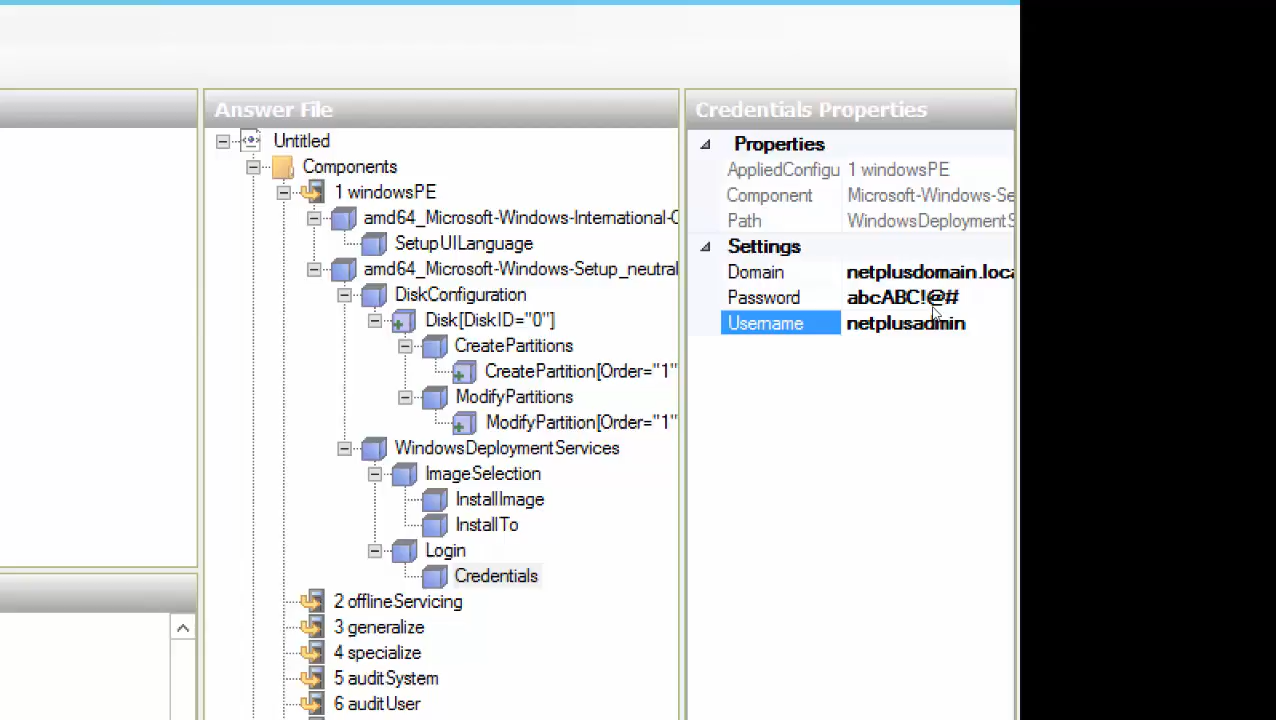 Answer File
Untitled
Components
1 windowsPE
amd64_Microsoft-Windows-International-C
SetupUILanguage
amd64_Microsoft-Windows-Setup_neutral
DiskConfiguration
Disk[DiskID="0"]
CreatePartitions
CreatePartition[Order="1"
ModifyPartitions
ModifyPartition[Order="1"
WindowsDeploymentServices
ImageSelection
InstallImage
InstallTo
Login
Credentials
2 offlineServicing
3 generalize
4 specialize
5 auditSystem
6 auditUser
Credentials Properties
Properties
AppliedConfigu 1 windowsPE
Component Microsoft-Windows-Se
Path WindowsDeploymentS
Settings
Domain netplusdomain.loca
Password abcABC!@#
Username netplusadmin